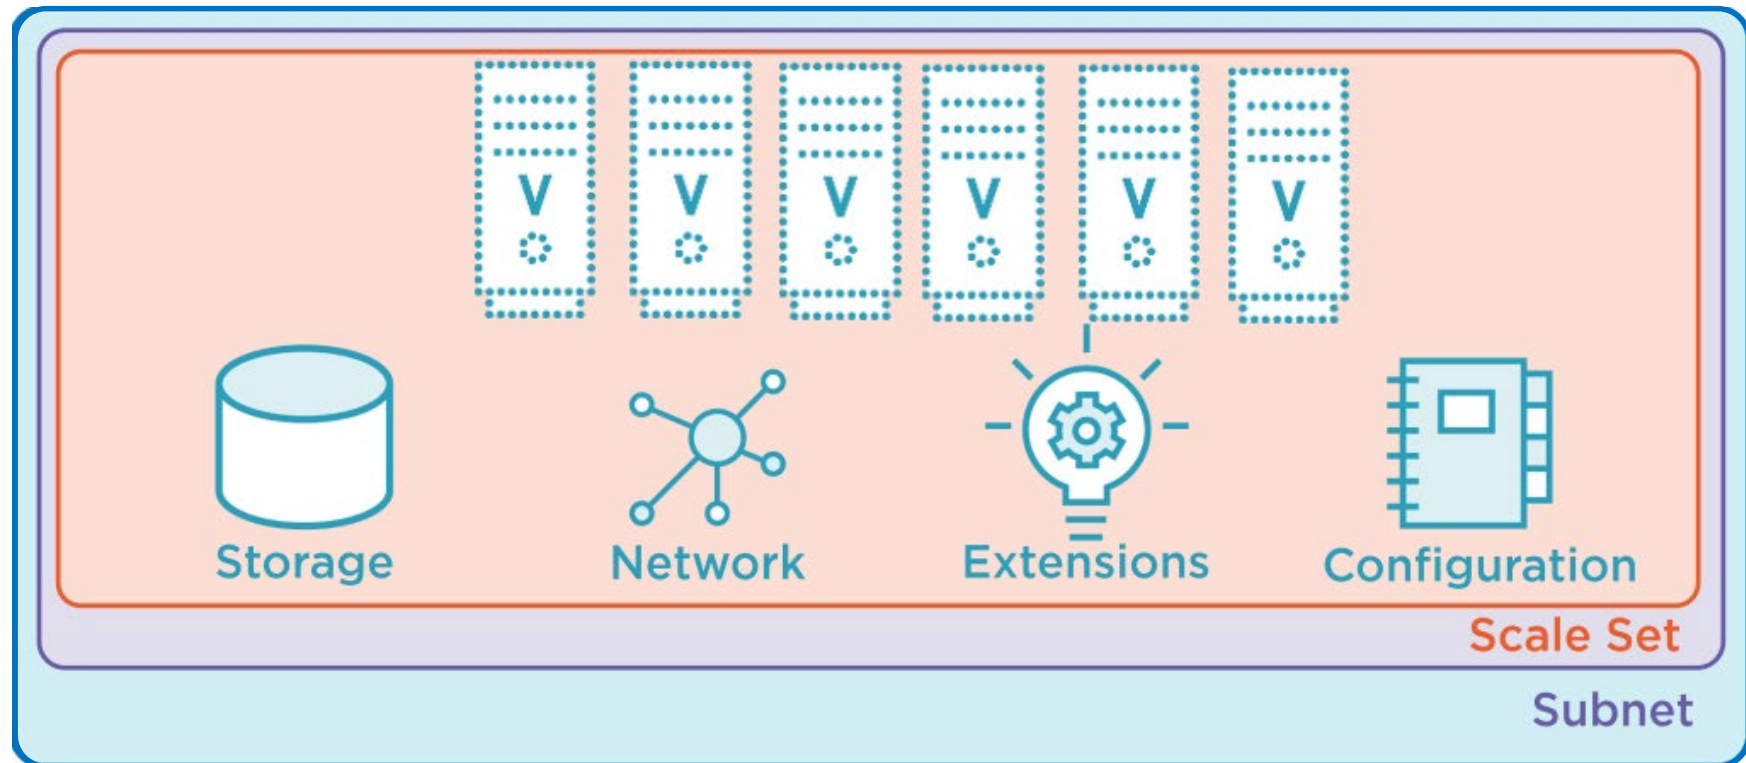 V V V V V V
Storage Network Extensions Configuration
Scale Set
Subnet